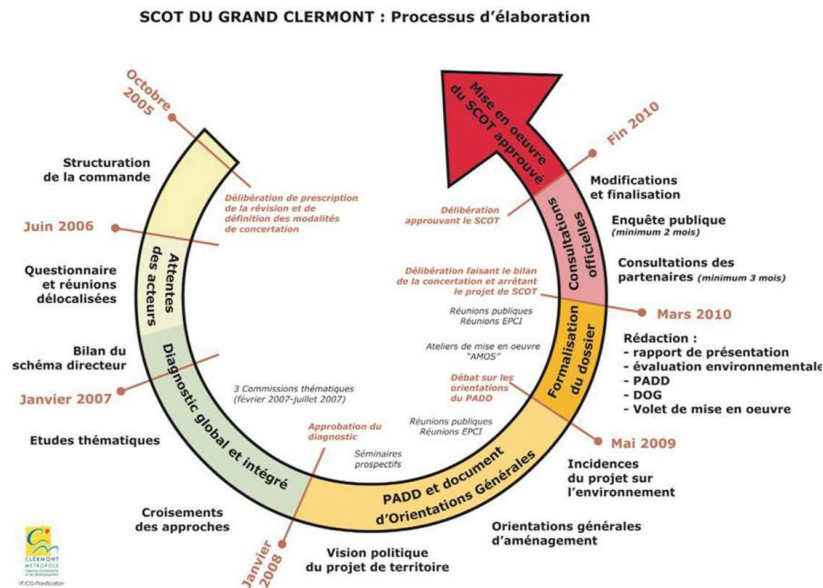 SCOT DU GRAND CLERMONT : Processus d'élaboration
Octobre
2005
Structuration
de la commande
Délibération de prescription
de la révision et de
définition des modalités
de concertation
Juin 2006
Attentes
des acteurs
Questionnaire
et réunions
délocalisées
Bilan du
schéma directeur
Janvier 2007
Diagnostic global et intégré
3 Commissions thématiques
(février 2007-juillet 2007)
Etudes thématiques
Croisements
des approches
Approbation du
diagnostic
Janvier
2008
Séminaires
prospectifs
PADD et document
d'Orientations Générales
Vision politique
du projet de territoire
Orientations générales
d'aménagement
Incidences
du projet sur
l'environnement
Réunions publiques
Réunions EPCI
Débat sur les
orientations
du PADD
Mai 2009
Formalisation
du dossier
Ateliers de mise en oeuvre
"AMOS"
Réunions publiques
Réunions EPCI
Rédaction :
- rapport de présentation
- évaluation environnementale
- PADD
- DOG
- Volet de mise en oeuvre
Délibération faisant le bilan
de la concertation et arrêtant
le projet de SCOT
Mars 2010
Consultations
officielles
Consultations des
partenaires (minimum 3 mois)
Enquête publique
(minimum 2 mois)
Modifications
et finalisation
Délibération
approuvant le SCOT
Fin 2010
Mise en oeuvre
du SCOT approuvé
CLERMONT
METROPOLE